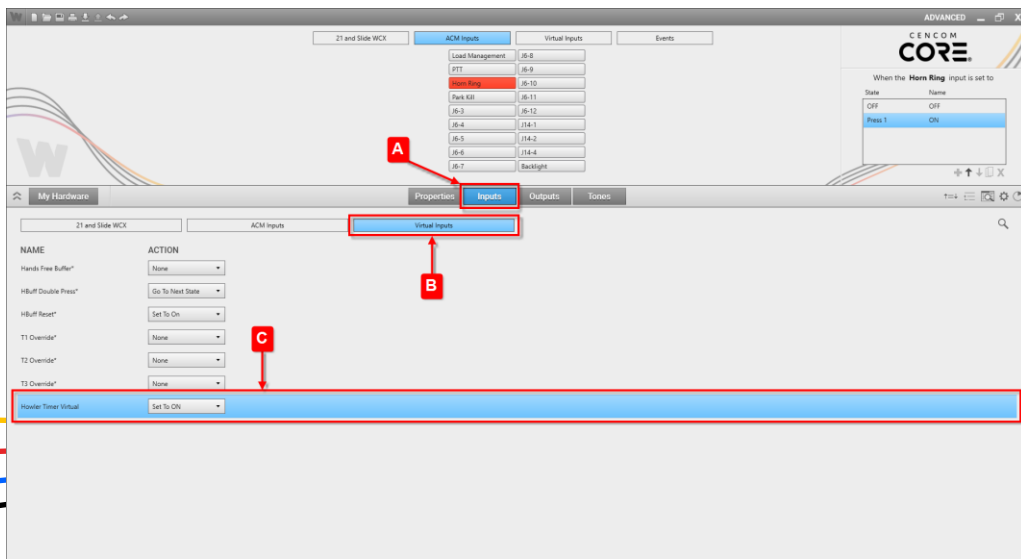 W
ADVANCED
21 and Slide WCX
ACM Inputs
Virtual Inputs
Events
Load Management
J6-8
PTT
J6-9
Horn Ring
J6-10
Park Kill
J6-11
J6-3
J6-12
J6-4
J14-1
J6-5
J14-2
J6-6
J14-4
J6-7
Backlight
CENCOM
CORE.
When the Horn Ring input is set to
State
Name
OFF
OFF
Press 1
ON
W
A
My Hardware
Properties
Inputs
Outputs
Tones
21 and Slide WCX
ACM Inputs
Virtual Inputs
B
NAME
ACTION
Hands Free Buffer*
None
HBuff Double Press*
Go To Next State
HBuff Reset*
Set To On
T1 Override*
None
C
T2 Override*
None
T3 Override*
None
Howler Timer Virtual
Set To ON